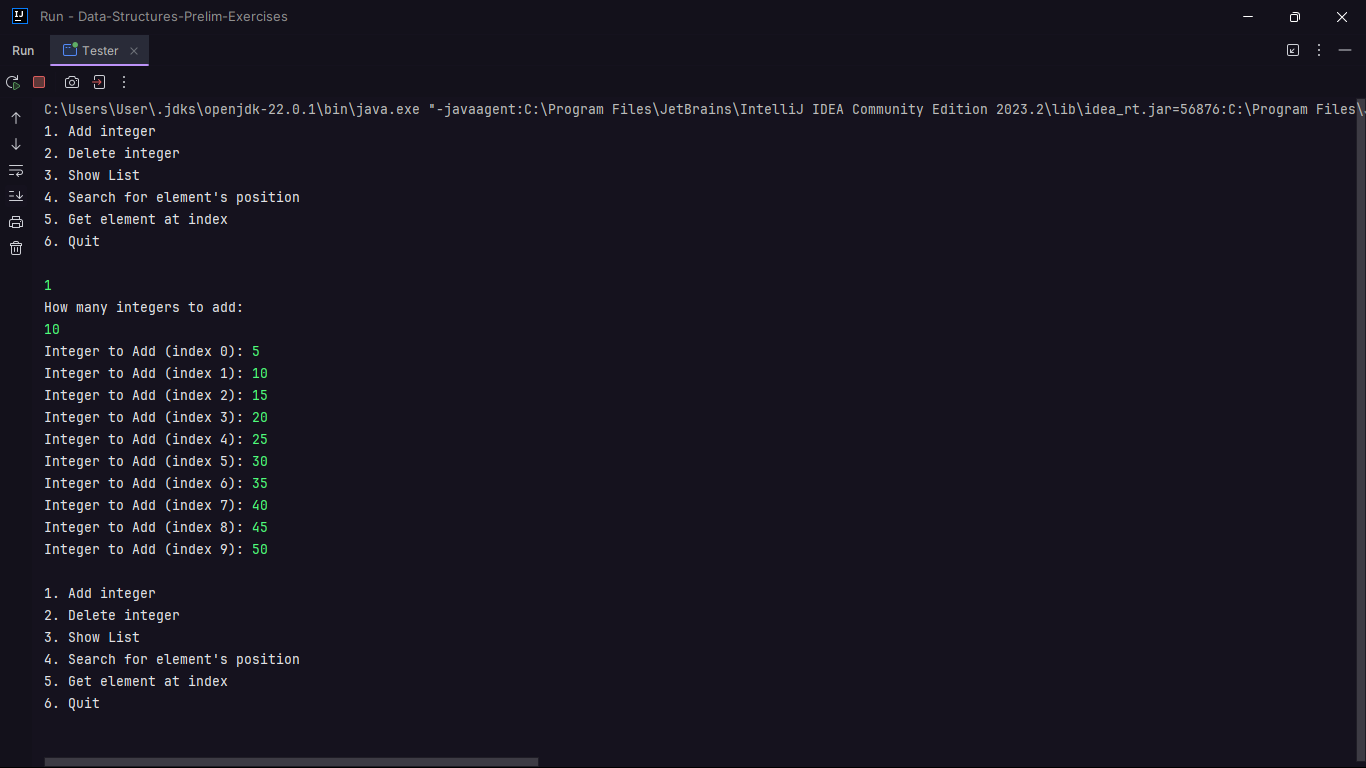 Run - Data-Structures-Prelim-Exercises
Run Tester
C:\Users\User\.jdks\openjdk-22.0.1\bin\java.exe "-javaagent:C:\Program Files\JetBrains\IntelliJ IDEA Community Edition 2023.2\lib\idea_rt.jar=56876:C:\Program Files\
1. Add integer
2. Delete integer
3. Show List
4. Search for element's position
5. Get element at index
6. Quit
1
How many integers to add:
10
Integer to Add (index 0): 5
Integer to Add (index 1): 10
Integer to Add (index 2): 15
Integer to Add (index 3): 20
Integer to Add (index 4): 25
Integer to Add (index 5): 30
Integer to Add (index 6): 35
Integer to Add (index 7): 40
Integer to Add (index 8): 45
Integer to Add (index 9): 50
1. Add integer
2. Delete integer
3. Show List
4. Search for element's position
5. Get element at index
6. Quit